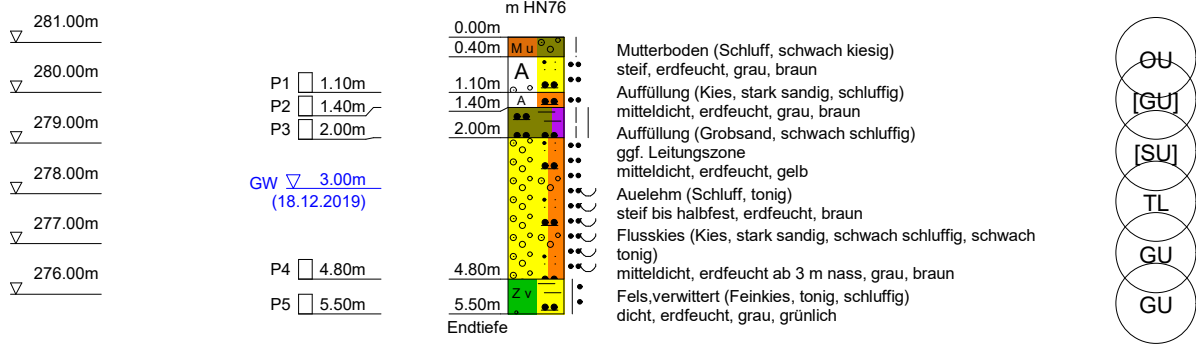 m HN76
281.00m
0.00m
0.40m
Mu
Mutterboden (Schluff, schwach kiesig)
steif, erdfeucht, grau, braun
OU
280.00m
P1 1.10m
1.10m
A
Auffüllung (Kies, stark sandig, schluffig)
mitteldicht, erdfeucht, grau, braun
[GU]
P2 1.40m
1.40m
A
279.00m
P3 2.00m
2.00m
Auffüllung (Grobsand, schwach schluffig)
ggf. Leitungszone
mitteldicht, erdfeucht, gelb
[SU]
278.00m
GW 3.00m
(18.12.2019)
Auelehm (Schluff, tonig)
steif bis halbfest, erdfeucht, braun
TL
277.00m
Flusskies (Kies, stark sandig, schwach schluffig, schwach
tonig)
mitteldicht, erdfeucht ab 3 m nass, grau, braun
GU
276.00m
P4 4.80m
4.80m
Zv
Fels,verwittert (Feinkies, tonig, schluffig)
dicht, erdfeucht, grau, grünlich
GU
P5 5.50m
5.50m
Endtiefe